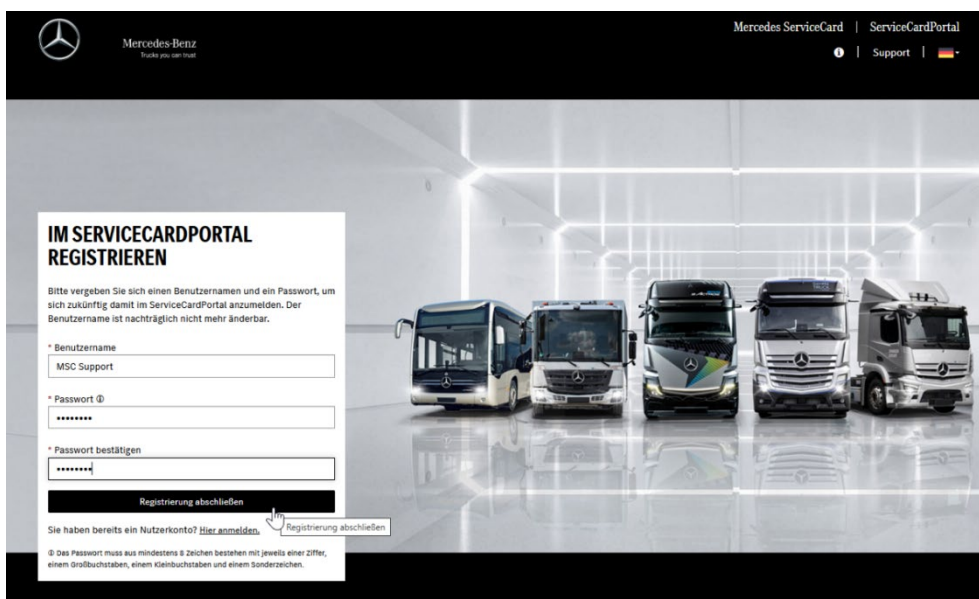 Mercedes ServiceCard | ServiceCardPortal
Mercedes-Benz
Trucks you can trust
Support
IM SERVICECARDPORTAL
REGISTRIEREN
Bitte vergeben Sie sich einen Benutzernamen und ein Passwort, um
sich zukünftig damit im ServiceCardPortal anzumelden. Der
Benutzername ist nachträglich nicht mehr änderbar.
* Benutzername
MSC Support
* Passwort
* Passwort bestätigen
Registrierung abschließen
Registrierung abschließen
Sie haben bereits ein Nutzerkonto? Hier anmelden.
Das Passwort muss aus mindestens 8 Zeichen bestehen mit jeweils einer Ziffer,
einem Großbuchstaben, einem Kleinbuchstaben und einem Sonderzeichen.